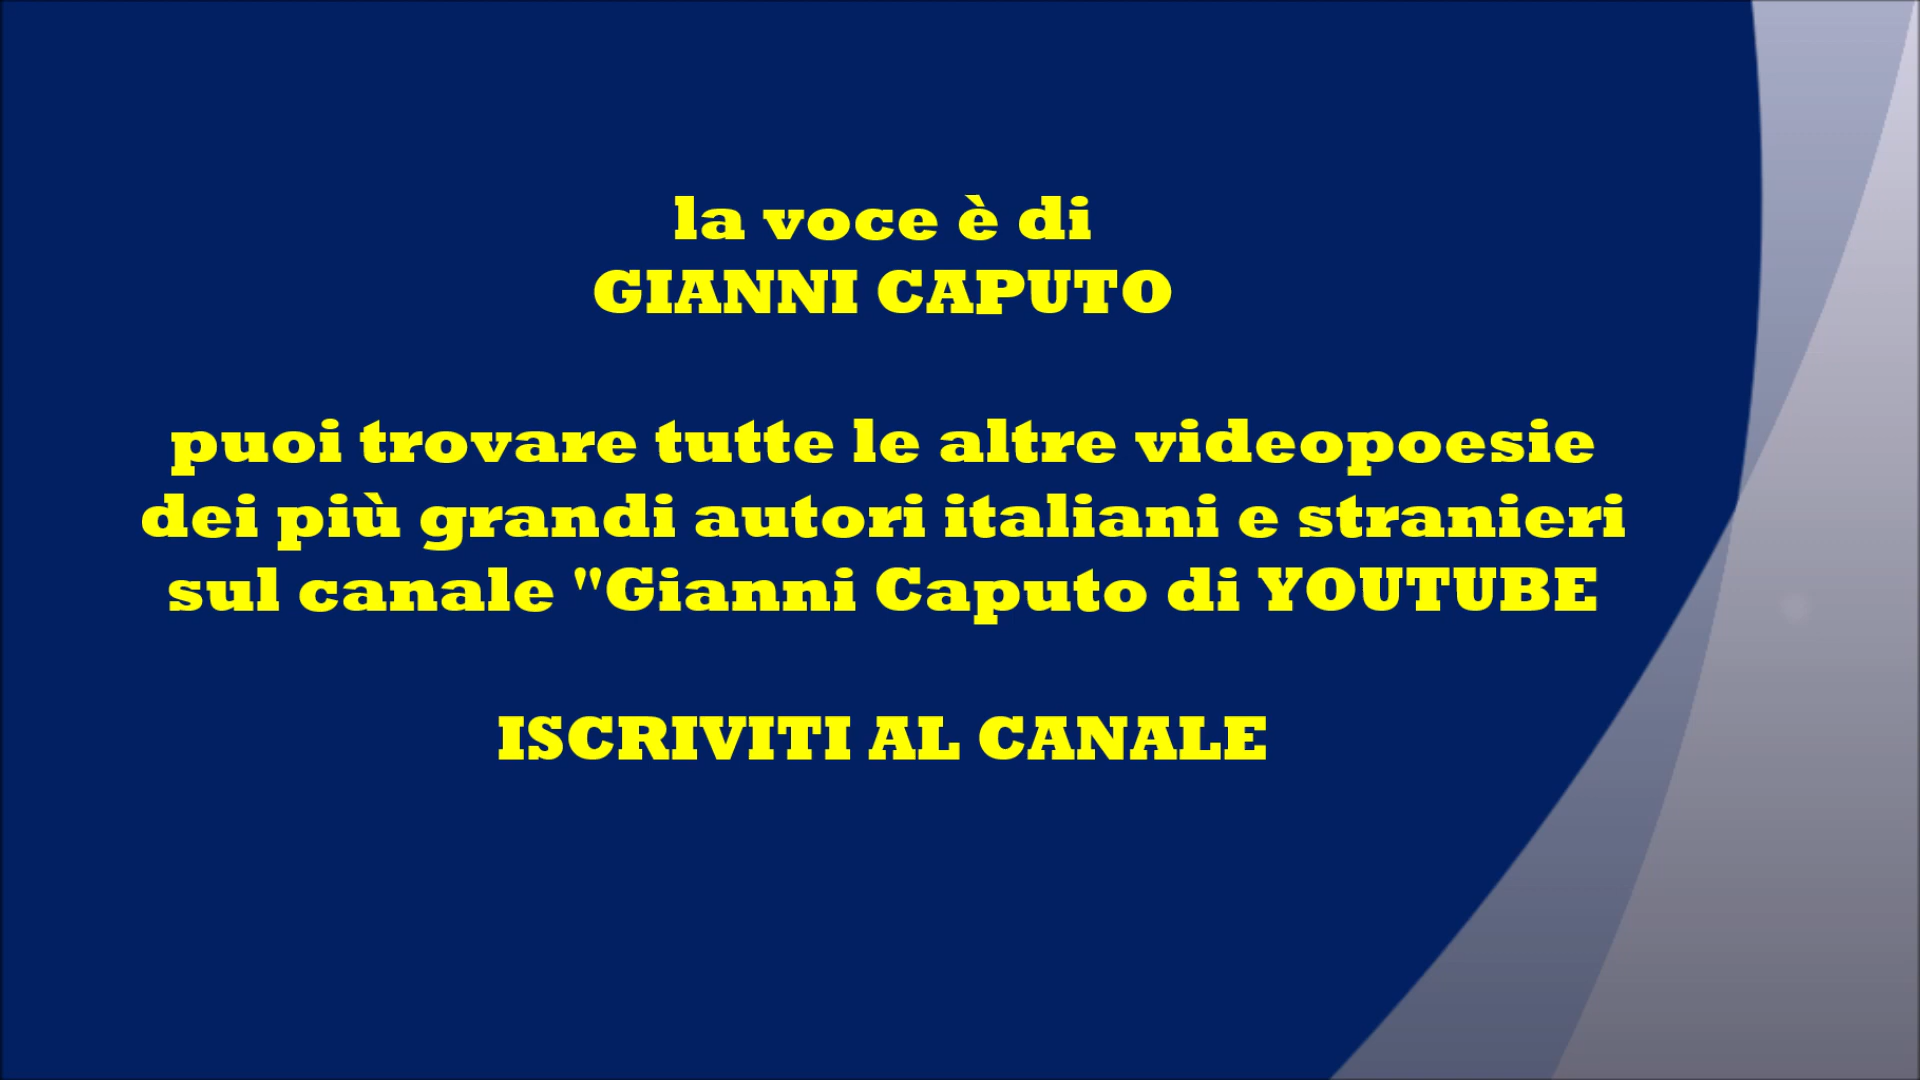 la voce è di
GIANNI CAPUTO
puoi trovare tutte le altre videopoesie
dei più grandi autori italiani e stranieri
sul canale "Gianni Caputo di YOUTUBE
ISCRIVITI AL CANALE